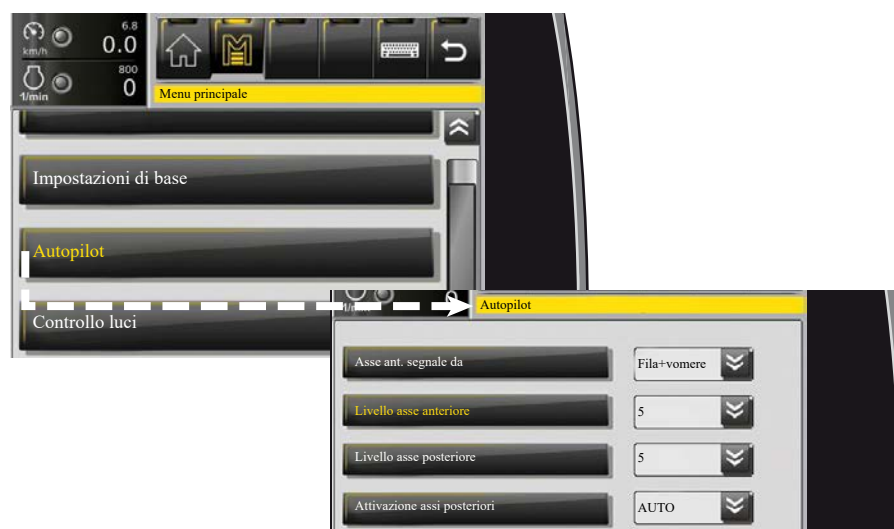 6.8
km/h 0.0
800
1/min 0
Menu principale
Impostazioni di base
Autopilot
Controllo luci
Autopilot
Asse ant. segnale da Fila+vomere
Livello asse anteriore 5
Livello asse posteriore 5
Attivazione assi posteriori AUTO